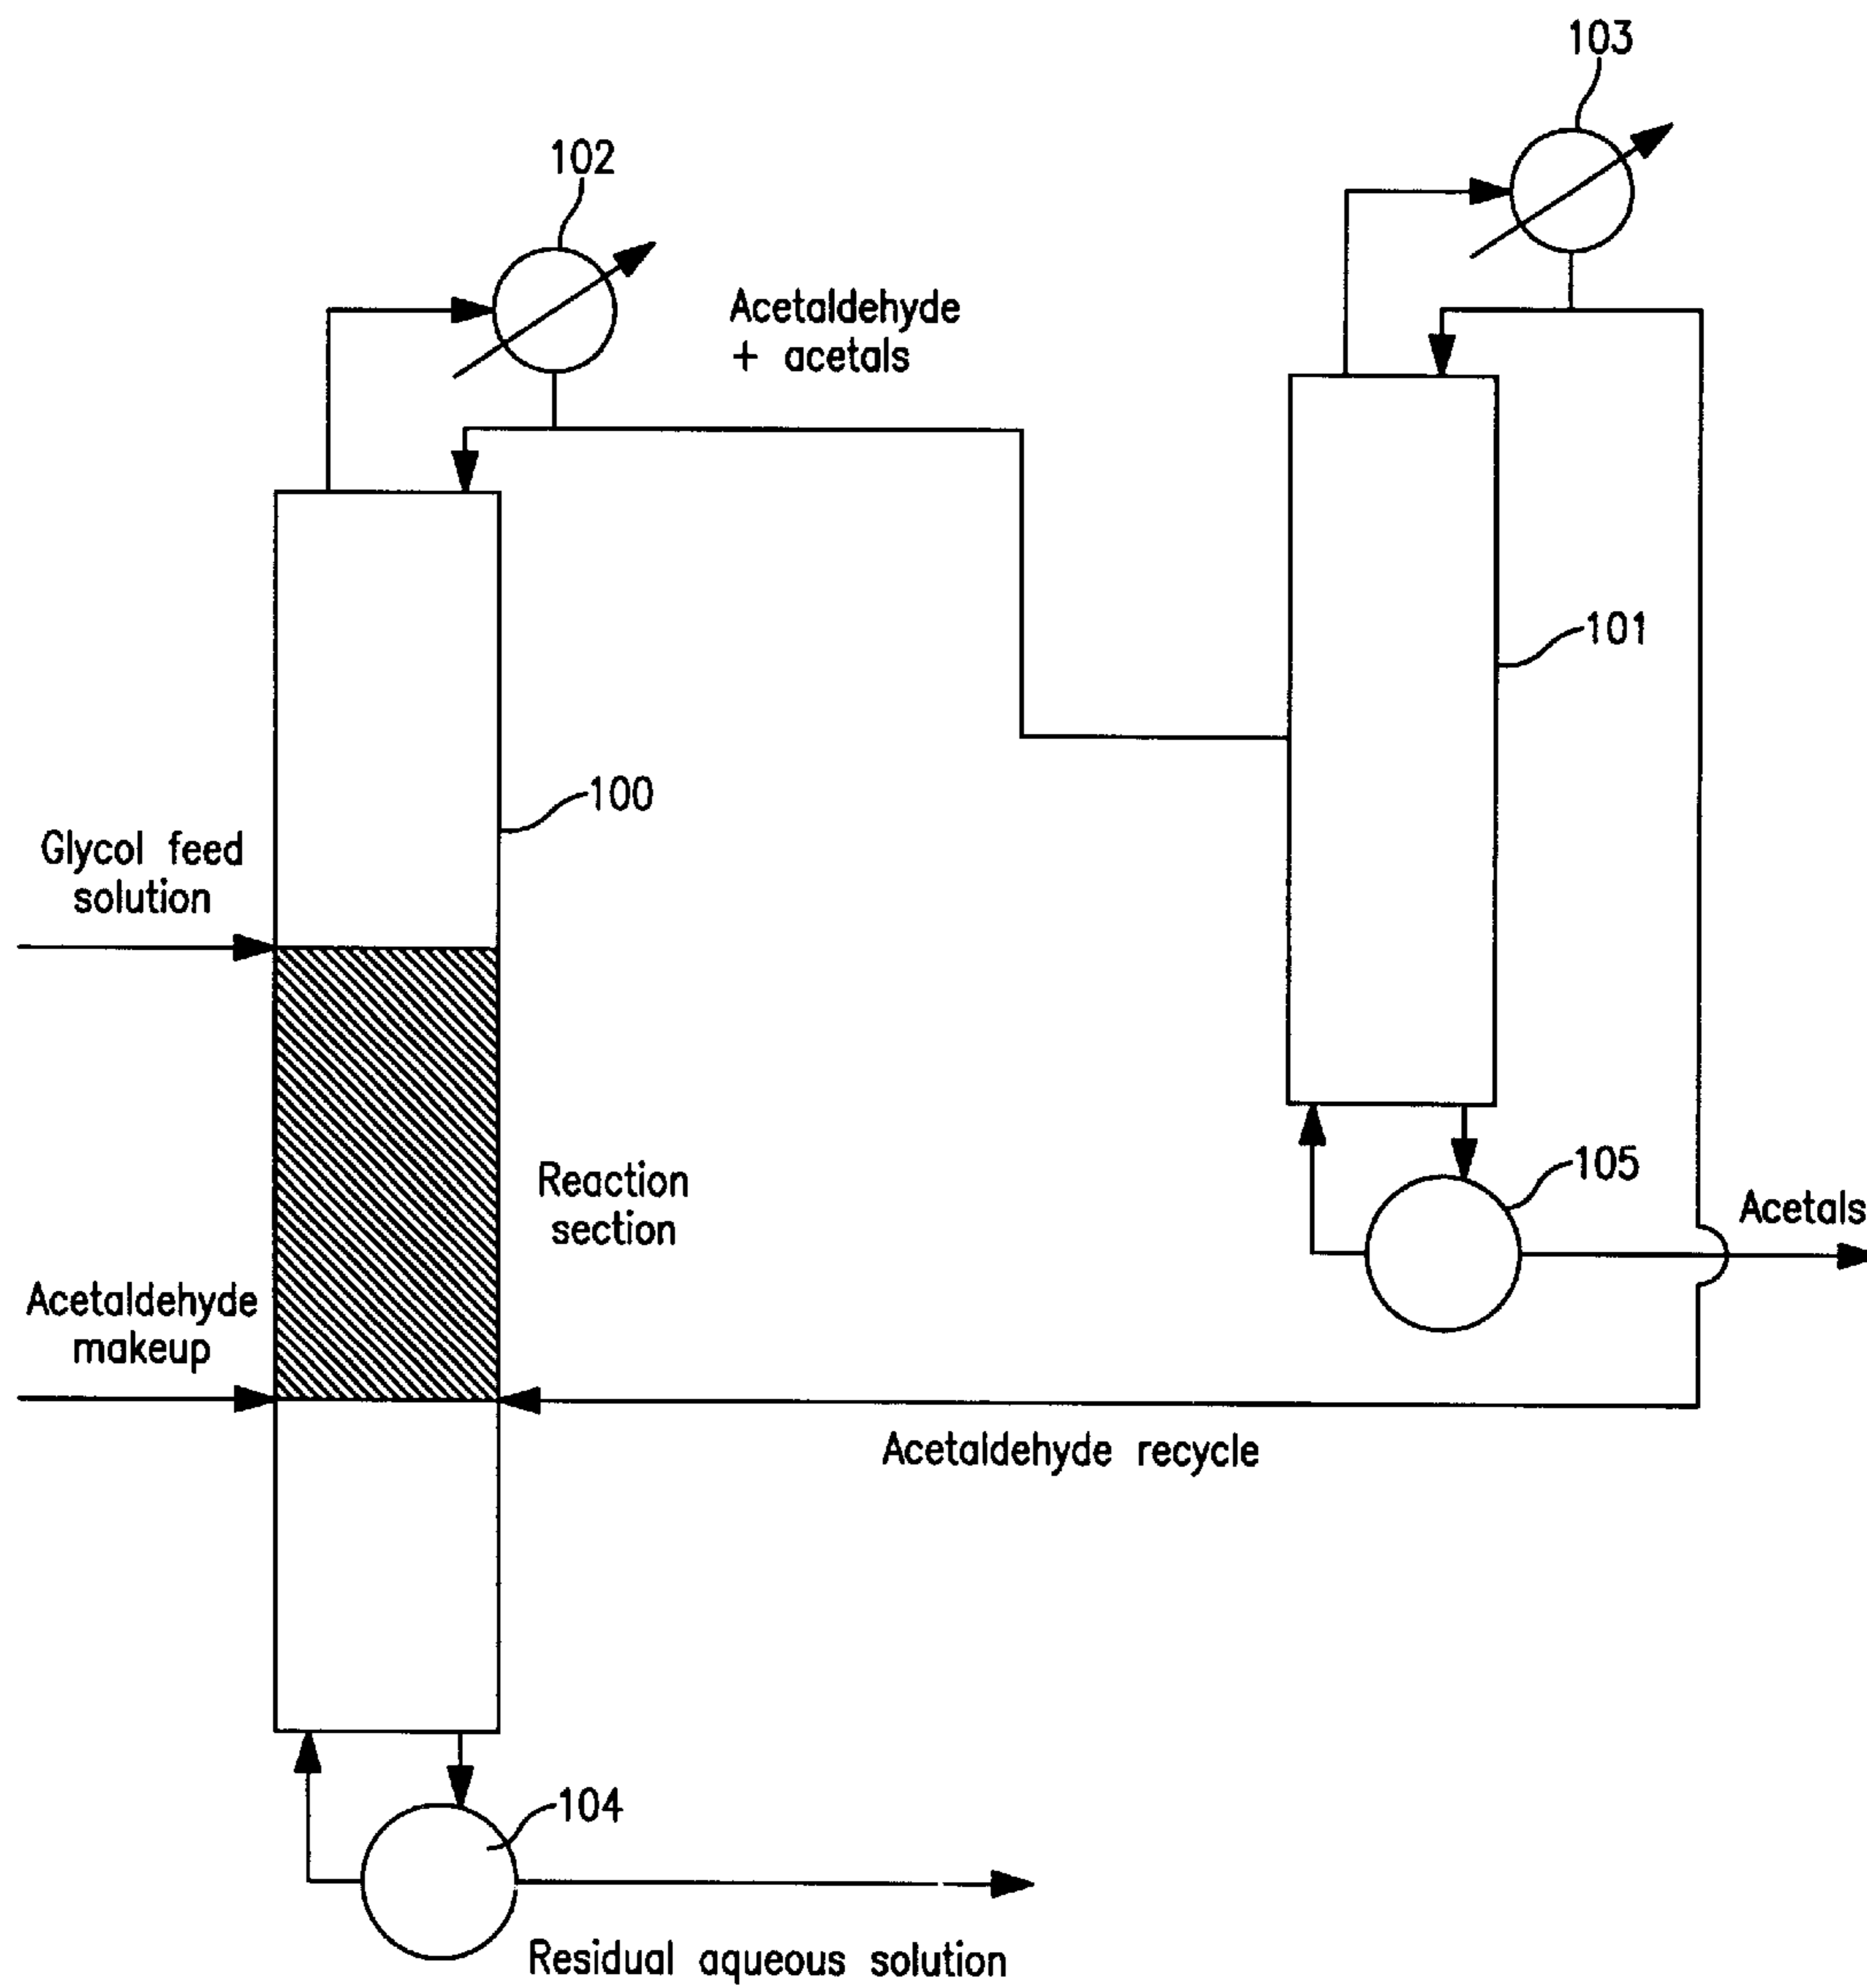 103
102
Acetaldehyde
+ acetals
101
100
Glycol feed
solution
Reaction
section
105
Acetals
Acetaldehyde
makeup
Acetaldehyde recycle
104
Residual aqueous solution